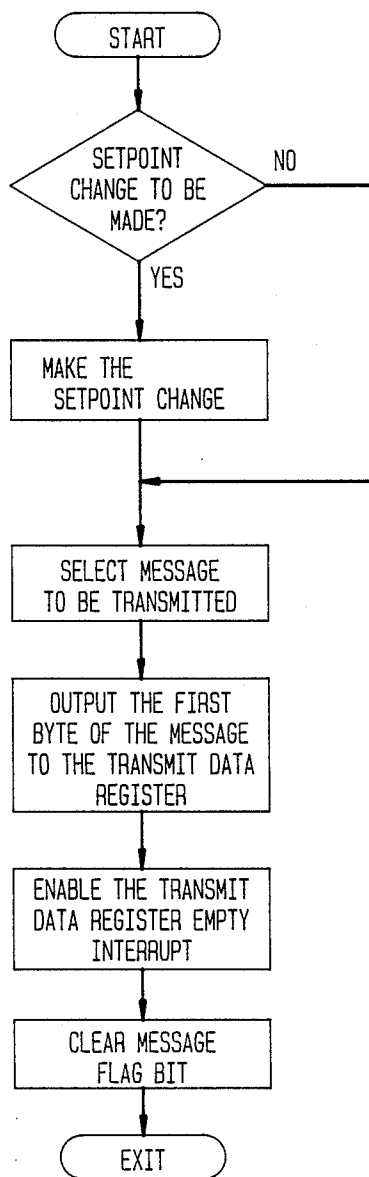 START
SETPOINT
CHANGE TO BE
MADE?
NO
YES
MAKE THE
SETPOINT CHANGE
SELECT MESSAGE
TO BE TRANSMITTED
OUTPUT THE FIRST
BYTE OF THE MESSAGE
TO THE TRANSMIT DATA
REGISTER
ENABLE THE TRANSMIT
DATA REGISTER EMPTY
INTERRUPT
CLEAR MESSAGE
FLAG BIT
EXIT